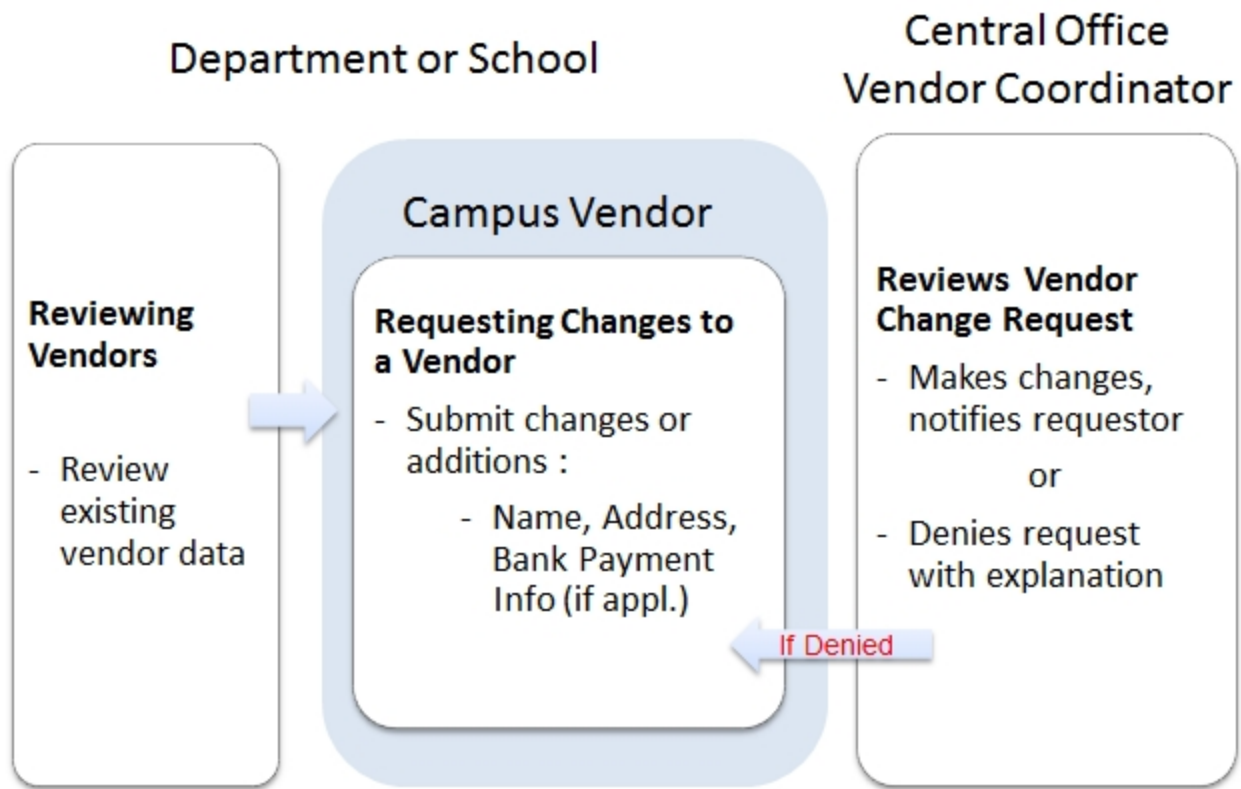 Department or School
Central Office
Vendor Coordinator
Reviewing
Vendors
- Review
existing
vendor data
Campus Vendor
Requesting Changes to
a Vendor
- Submit changes or
additions :
- Name, Address,
Bank Payment
Info (if appl.)
Reviews Vendor
Change Request
- Makes changes,
notifies requestor
or
- Denies request
with explanation
If Denied